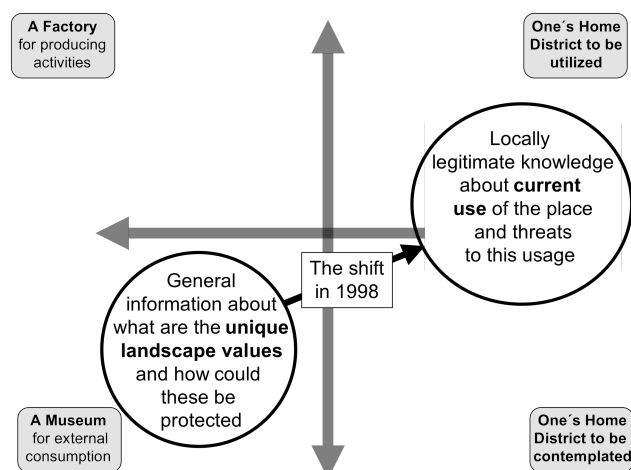 A Factory
for producing
activities
One´s Home
District to be
utilized
Locally
legitimate knowledge
about current
use of the place
and threats
to this usage
The shift
in 1998
General
information about
what are the unique
landscape values
and how could
these be
protected
A Museum
for external
consumption
One´s Home
District to be
contemplated